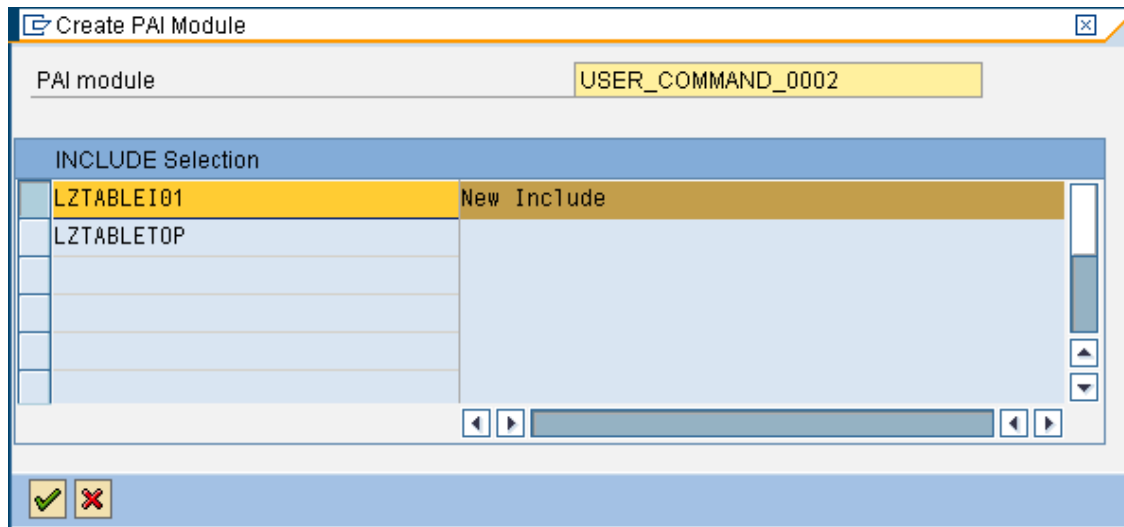 Create PAI Module
PAI module USER_COMMAND_0002
INCLUDE Selection
LZTABLEI01 New Include
LZTABLETOP